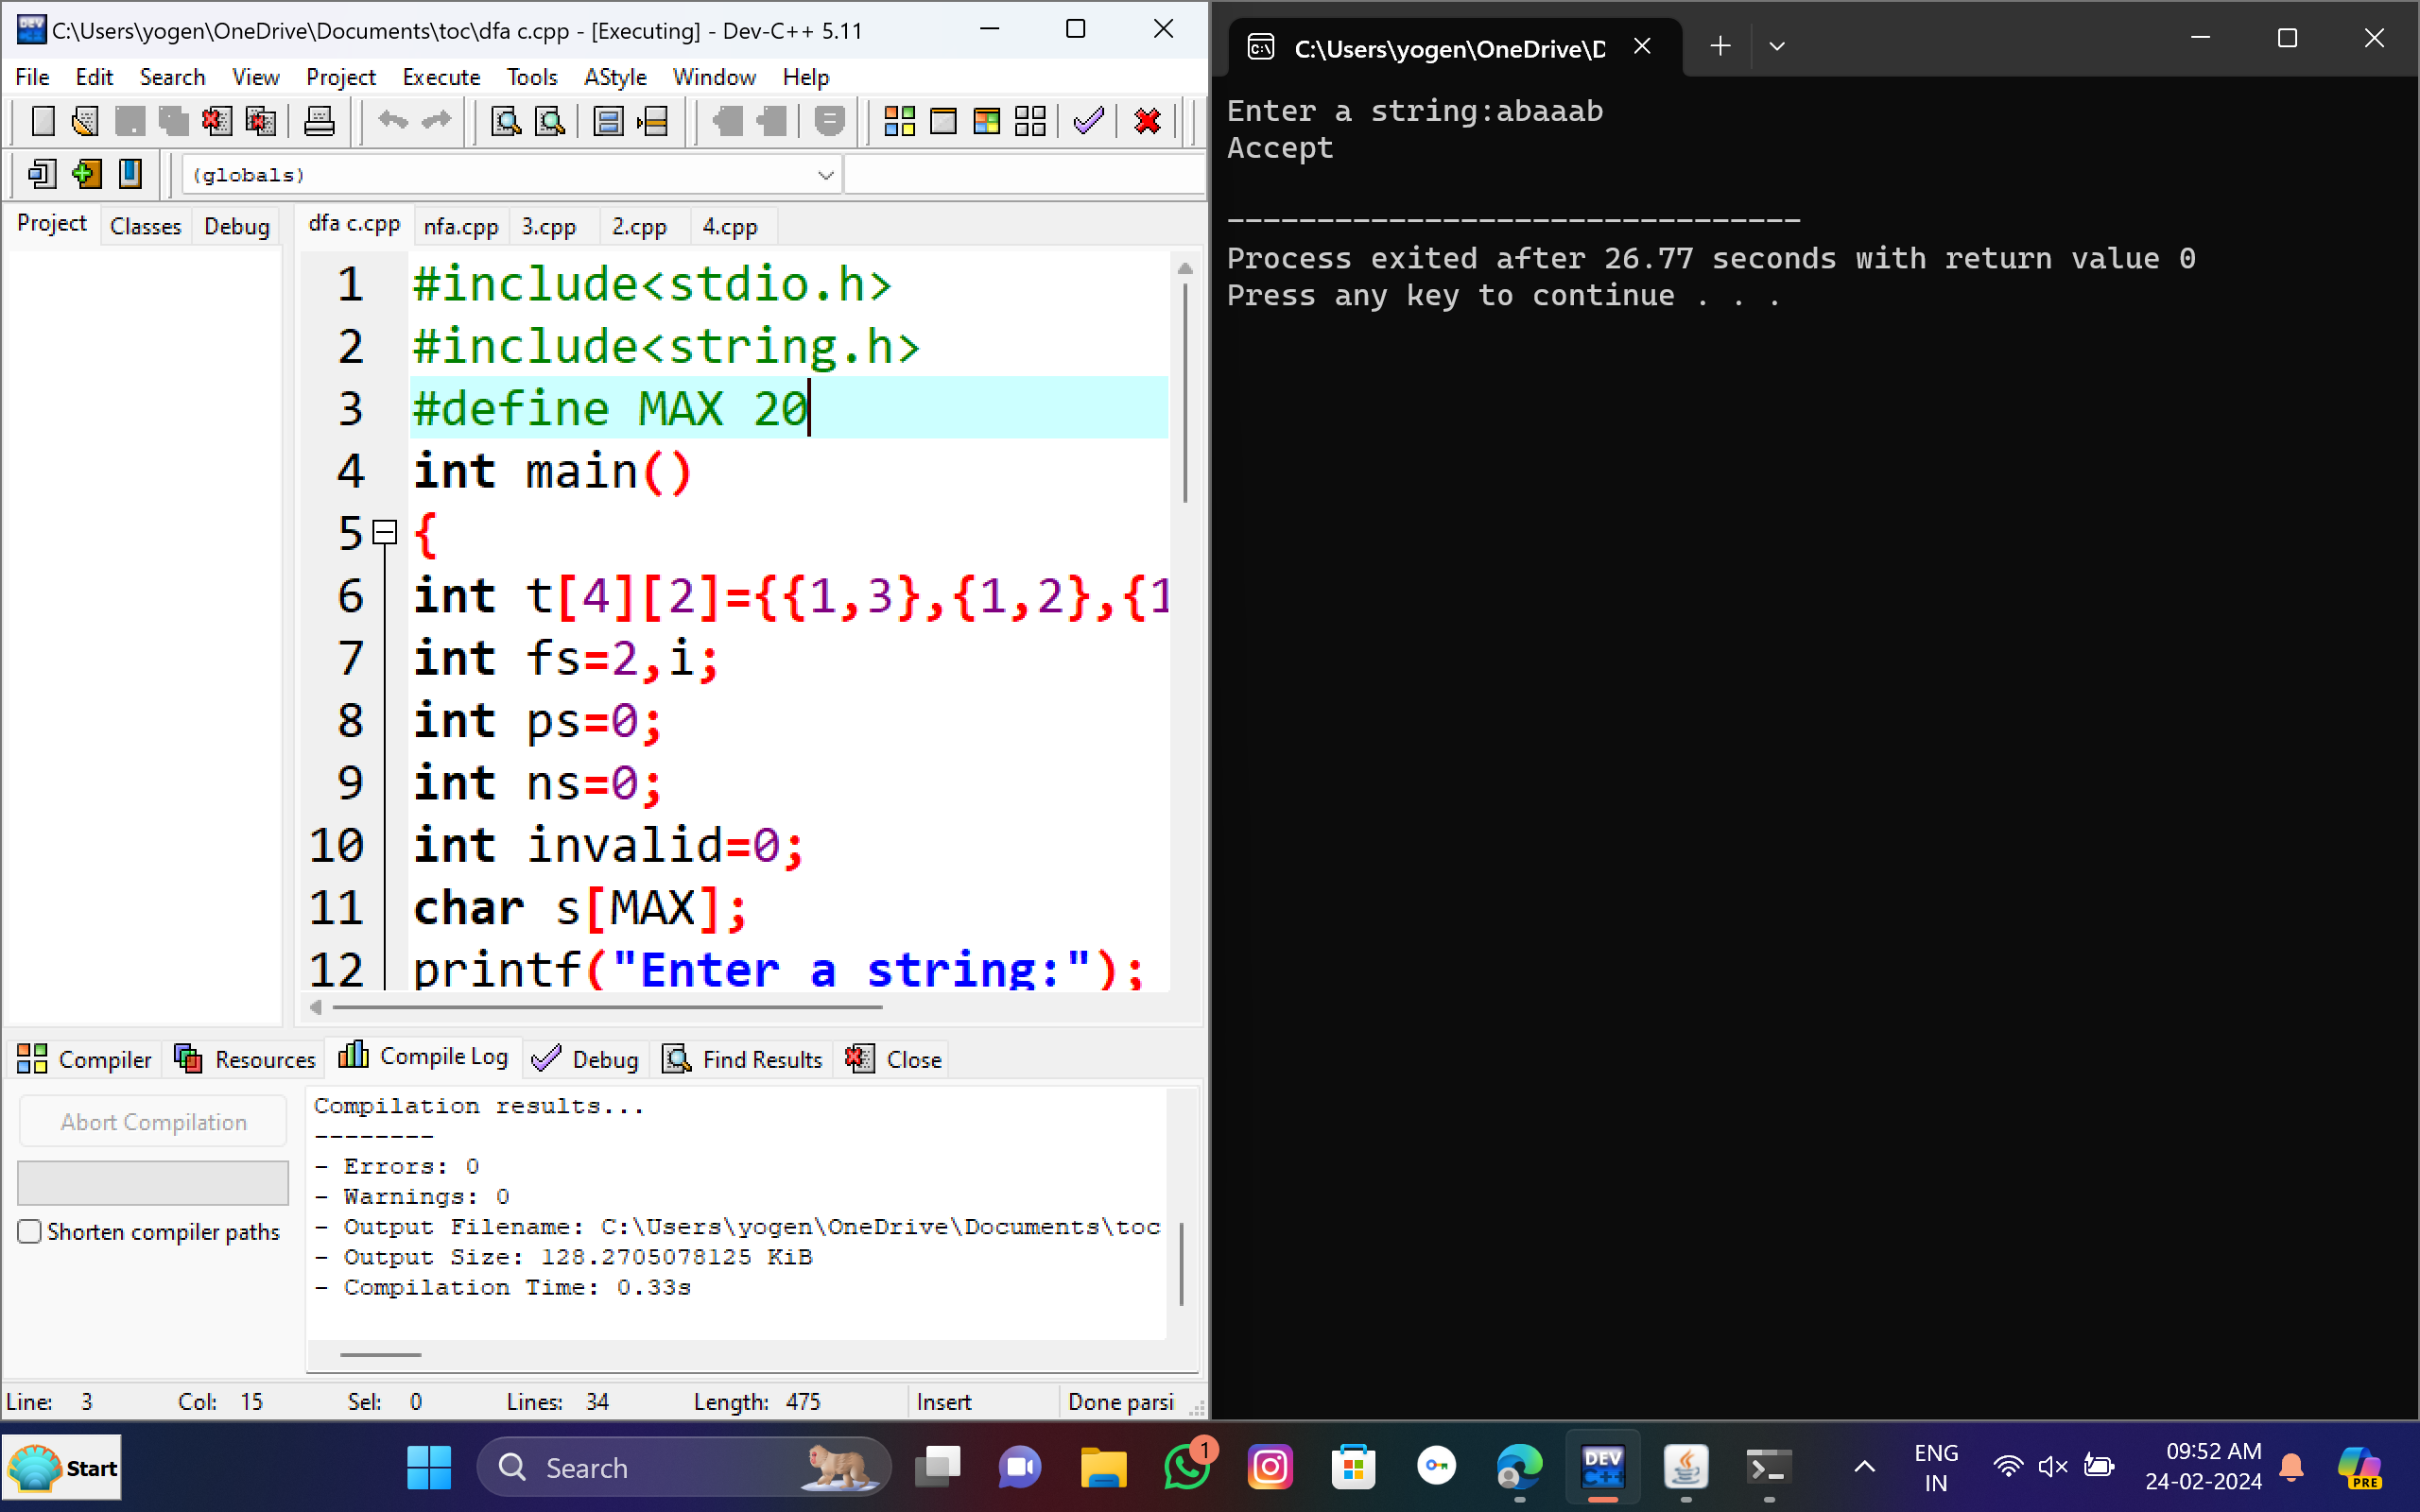 C:\Users\yogen\OneDrive\Documents\toc\dfa c.cpp - [Executing] - Dev-C++ 5.11
File Edit Search View Project Execute Tools AStyle Window Help
(globals)
Project Classes Debug
dfa c.cpp nfa.cpp 3.cpp 2.cpp 4.cpp
1 #include<stdio.h>
2 #include<string.h>
3 #define MAX 20
4 int main()
5 {
6 int t[4][2]={{1,3},{1,2},{1
7 int fs=2,i;
8 int ps=0;
9 int ns=0;
10 int invalid=0;
11 char s[MAX];
12 printf("Enter a string:");
Compiler Resources Compile Log Debug Find Results Close
Abort Compilation
Shorten compiler paths
Compilation results...
--------
- Errors: 0
- Warnings: 0
- Output Filename: C:\Users\yogen\OneDrive\Documents\toc
- Output Size: 128.2705078125 KiB
- Compilation Time: 0.33s
Line: 3 Col: 15 Sel: 0 Lines: 34 Length: 475 Insert Done parsi
C:\Users\yogen\OneDrive\D
Enter a string:abaaab
Accept
--------------------------------
Process exited after 26.77 seconds with return value 0
Press any key to continue . . .
Start
Search
1
DEV
C++
ENG
IN
09:52 AM
24-02-2024
PRE